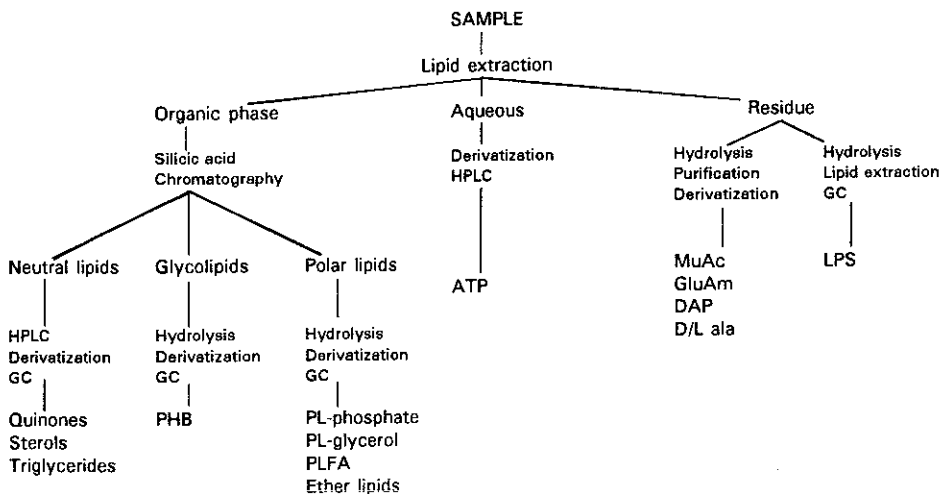 SAMPLE
Lipid extraction
Organic phase
Aqueous
Residue
Silicic acid
Chromatography
Derivatization
HPLC
Hydrolysis
Purification
Derivatization
Hydrolysis
Lipid extraction
GC
Neutral lipids
Glycolipids
Polar lipids
ATP
MuAc
GluAm
DAP
D/L ala
LPS
HPLC
Derivatization
GC
Hydrolysis
Derivatization
GC
Hydrolysis
Derivatization
GC
Quinones
Sterols
Triglycerides
PHB
PL-phosphate
PL-glycerol
PLFA
Ether lipids